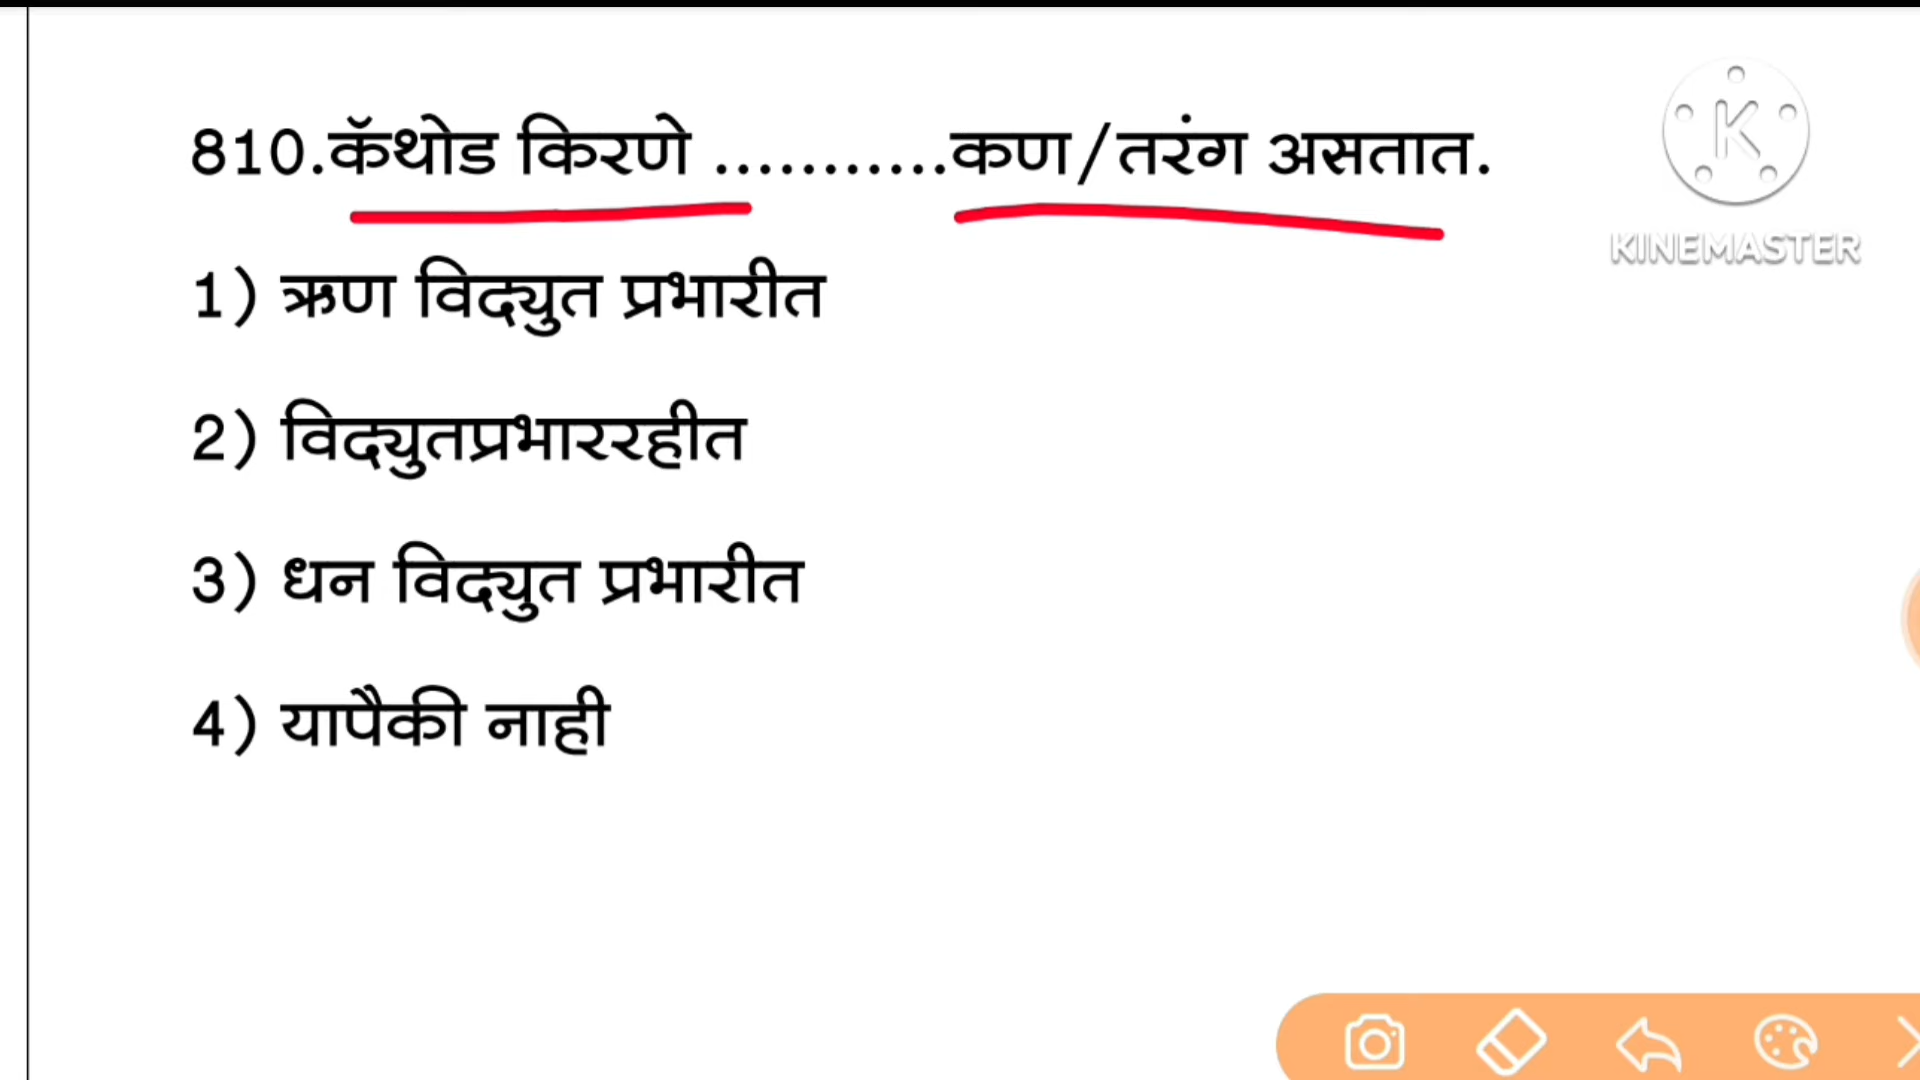 810.कॅथोड किरणे ...........कण/तरंग असतात.
1) ऋण विद्युत प्रभारीत
2) विद्युतप्रभाररहीत
3) धन विद्युत प्रभारीत
4) यापैकी नाही
K
KINEMASTER